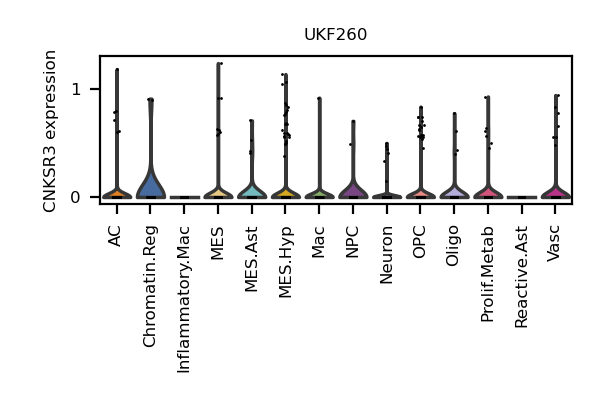 UKF260
CNKSR3 expression
1
0
AC
Chromatin.Reg
Inflammatory.Mac
MES
MES.Ast
MES.Hyp
Mac
NPC
Neuron
OPC
Oligo
Prolif.Metab
Reactive.Ast
Vasc